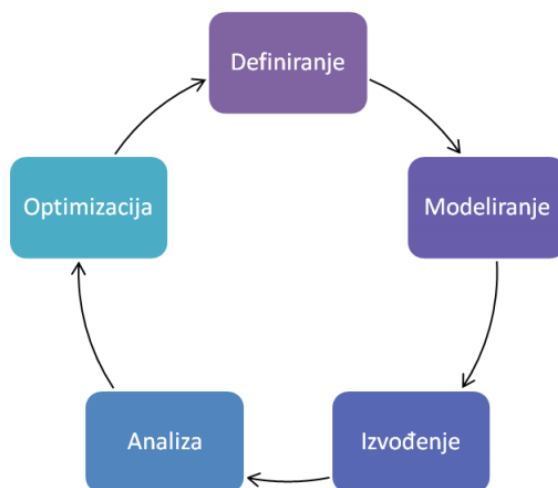 Definiranje
Modeliranje
Izvođenje
Analiza
Optimizacija